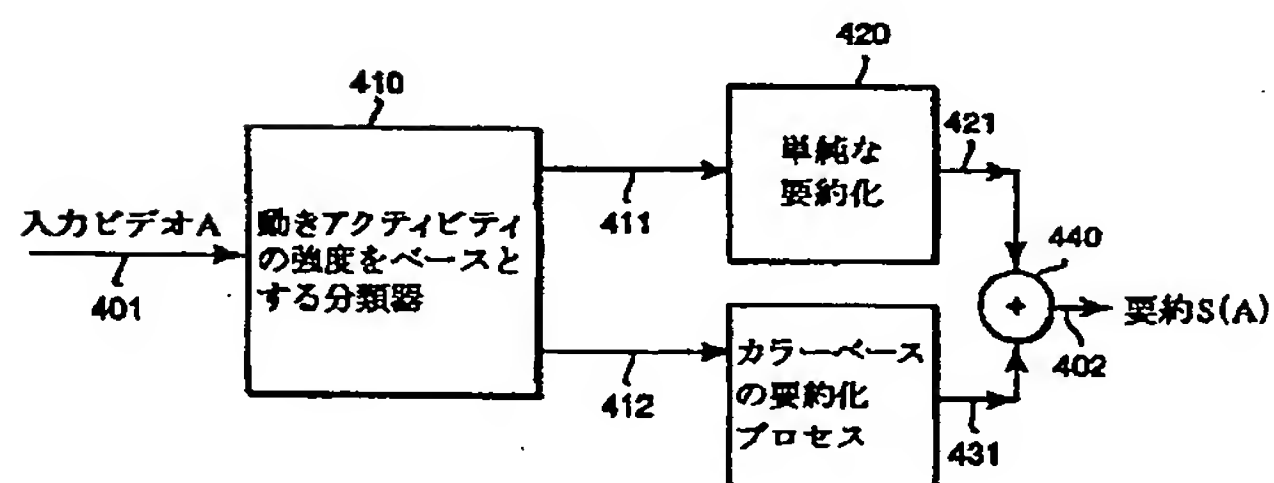 420
410
単純な
要約化
421
411
入力ビデオA
動きアクティビティ
の強度をベースと
する分類器
401
440
+
要約S(A)
402
カラーベース
の要約化
プロセス
412
431